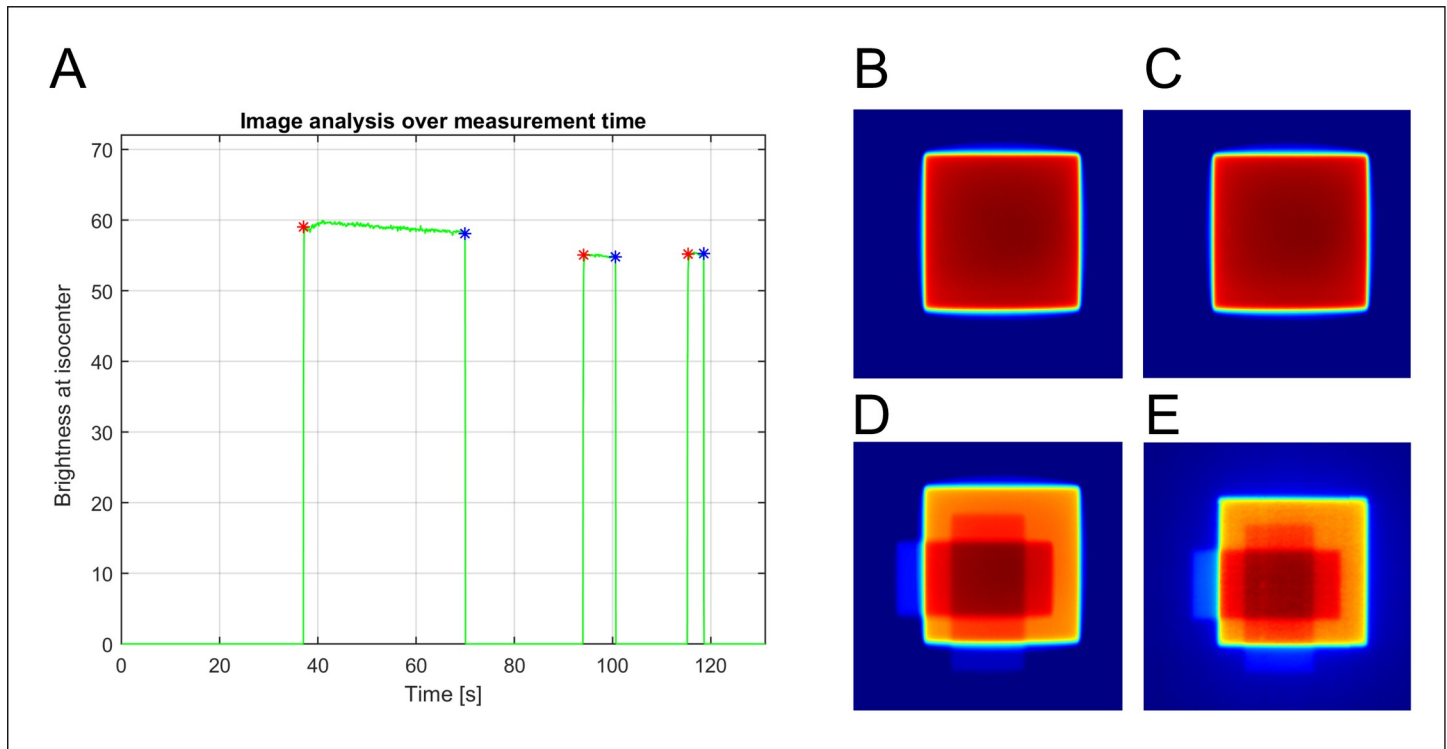 A
Image analysis over measurement time
70
60
50
40
30
20
10
0
Brightness at isocenter
0 20 40 60 80 100 120
Time [s]
B
C
D
E